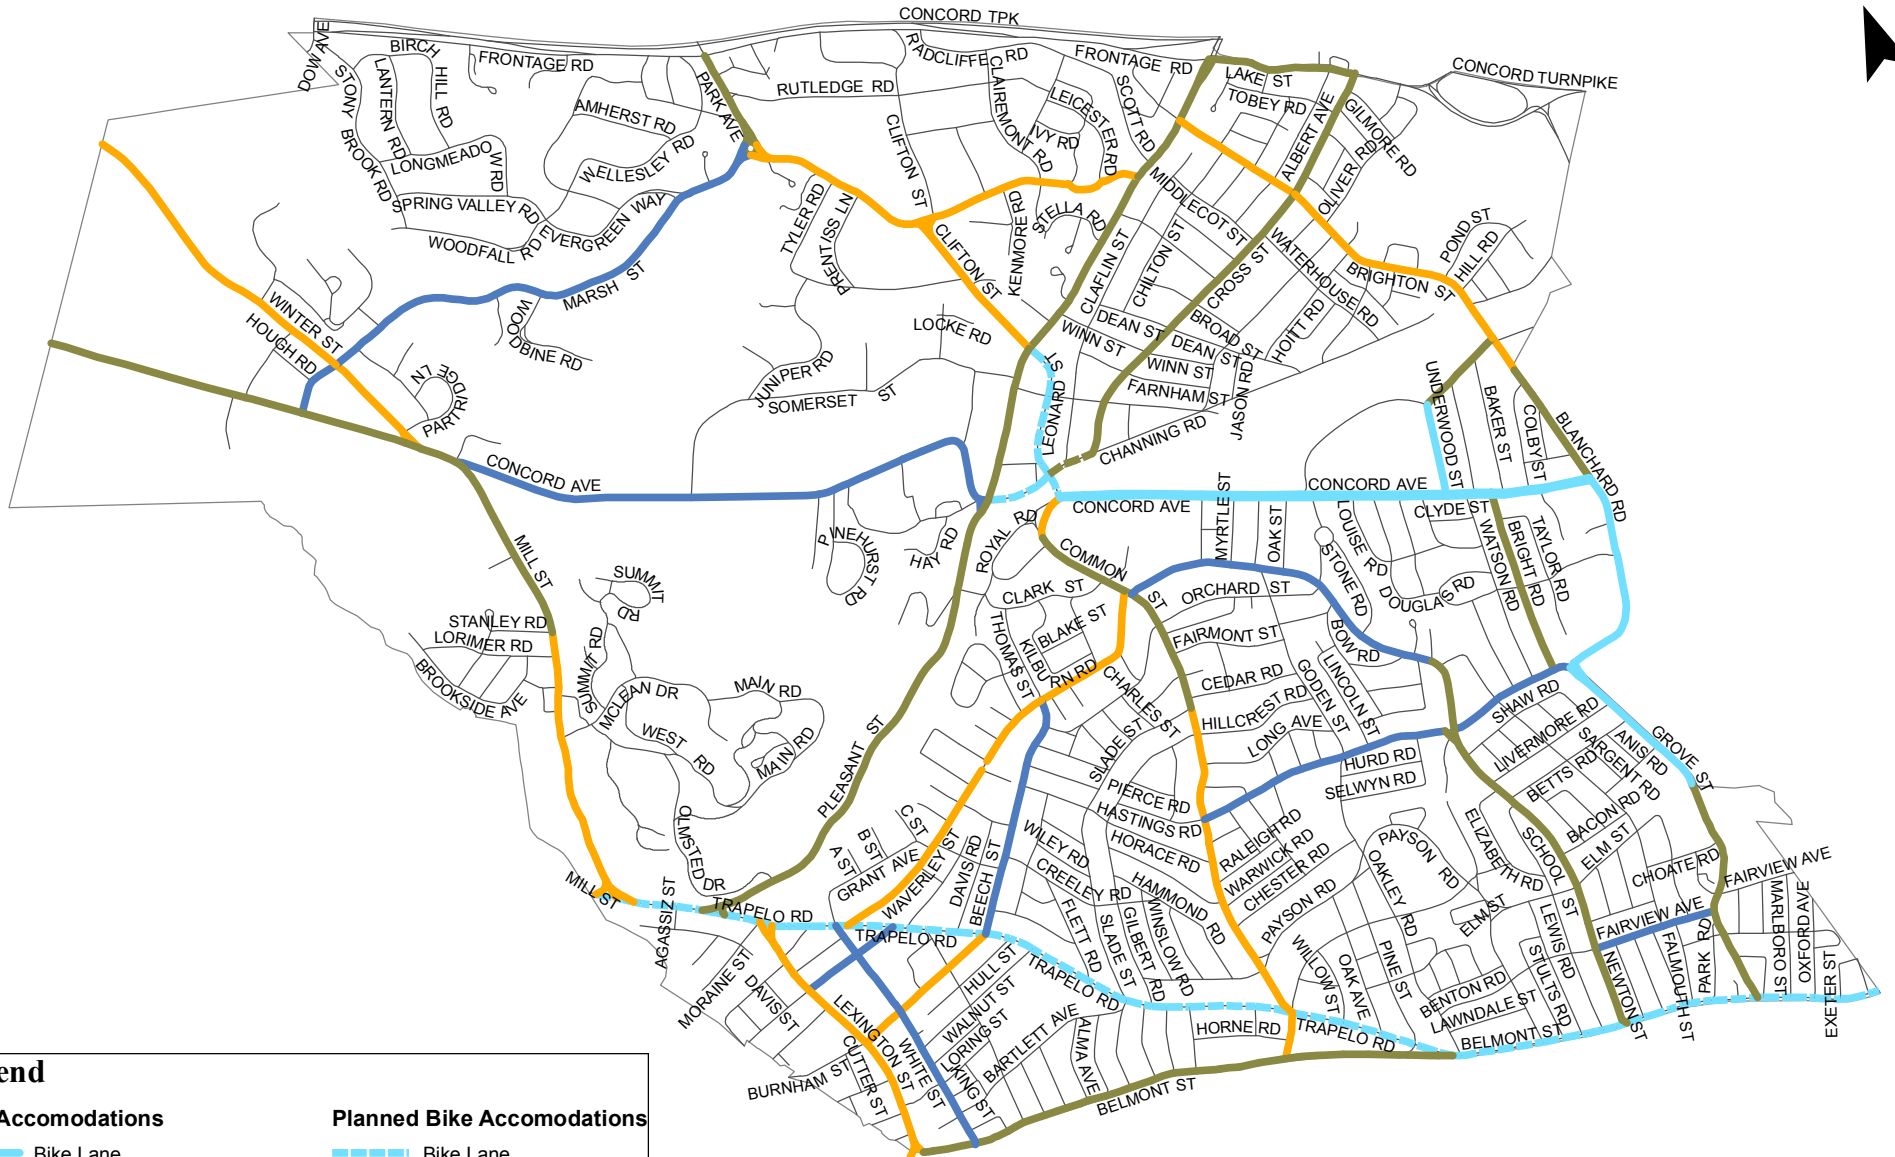 CONCORD TPK
DOW AVE
BIRCH
HILL RD
LANTERN RD
STONY BROOK RD
FRONTAGE RD
PARK AVE
RUTLEDGE RD
RADCLIFFE RD
CLAIREMONT RD
FRONTAGE RD
SCOTT RD
LEICESTER RD
IVY RD
LAKE ST
TOBEY RD
ALBERT AVE
GILMORE RD
OLIVER RD
CONCORD TURNPIKE
AMHERST RD
WELLESLEY RD
LONGMEADO
W RD
SPRING VALLEY RD
WOODFALL RD
EVERGREEN WAY
CLIFTON ST
TYLER RD
PRENTISS LN
KENMORE RD
STELLA RD
MIDDLECOT ST
CLIFTON ST
CLAFLIN ST
CHILTON ST
CROSS ST
WATERHOUSE RD
BRIGHTON ST
POND ST
HILL RD
WINTER ST
HOUGH RD
MARSH ST
WOO
DBINE RD
PARTRIDGE LN
LOCKE RD
JUNIPER RD
SOMERSET ST
WINN ST
DEAN ST
DEAN ST
BROAD ST
HOITT RD
WINN ST
FARNHAM ST
JASON RD
LEONARD ST
CHANNING RD
UNDERWOOD ST
BAKER ST
COLBY ST
BLANCHARD RD
CONCORD AVE
CONCORD AVE
CONCORD AVE
MILL ST
PINEHURST RD
HAY RD
ROYAL RD
COMMON ST
MYRTLE ST
OAK ST
LOUISE RD
STONE RD
CLYDE ST
WATSON RD
BRIGHT RD
TAYLOR RD
DOUGLAS RD
SUMMIT RD
STANLEY RD
LORIMER RD
BROOKSIDE AVE
SUMMIT RD
MCLEAN DR
MAIN RD
WEST RD
MAIN RD
CLARK ST
THOMAS ST
BLAKE ST
KILBU
RN RD
CHARLES ST
ORCHARD ST
FAIRMONT ST
BOW RD
CEDAR RD
HILLCREST RD
GODEN ST
LINCOLN ST
LONG AVE
HURD RD
SELWYN RD
SHAW RD
LIVERMORE RD
SARGENT RD
ANIS RD
GROVE ST
BETTS RD
BACON RD
ELM ST
CHOATE RD
FAIRVIEW AVE
PLEASANT ST
OLMSTED DR
SLADE ST
PIERCE RD
HASTINGS RD
HORACE RD
HAMMOND RD
RALEIGH RD
WARWICK RD
CHESTER RD
PAYSON RD
PAYSON RD
OAKLEY RD
ELIZABETH RD
SCHOOL ST
ELM ST
LEWIS RD
STULTS RD
FAIRVIEW AVE
NEWTON ST
FALMOUTH ST
PARK RD
MARLBORO ST
OXFORD AVE
EXETER ST
C ST
B ST
A ST
GRANT AVE
WAVERLEY ST
DAVIS RD
BEECH ST
WILEY RD
CREELEY RD
FLETT RD
SLADE ST
GILBERT RD
WINSLOW RD
MILL ST
AGASSIZ ST
TRAPELO RD
TRAPELO RD
TRAPELO RD
TRAPELO RD
MORAINE ST
DAVIS ST
LEXINGTON ST
HULL ST
WALNUT ST
LORING ST
BARTLETT AVE
ALMA AVE
KING ST
WHITE ST
CUTTER ST
BURNHAM ST
HORNE RD
WILLOW ST
OAK AVE
PINE ST
BENTON RD
LAWNDALE ST
BELMONT ST
BELMONT ST
end
Accomodations
Planned Bike Accomodations
Bike Lane
Bike Lane